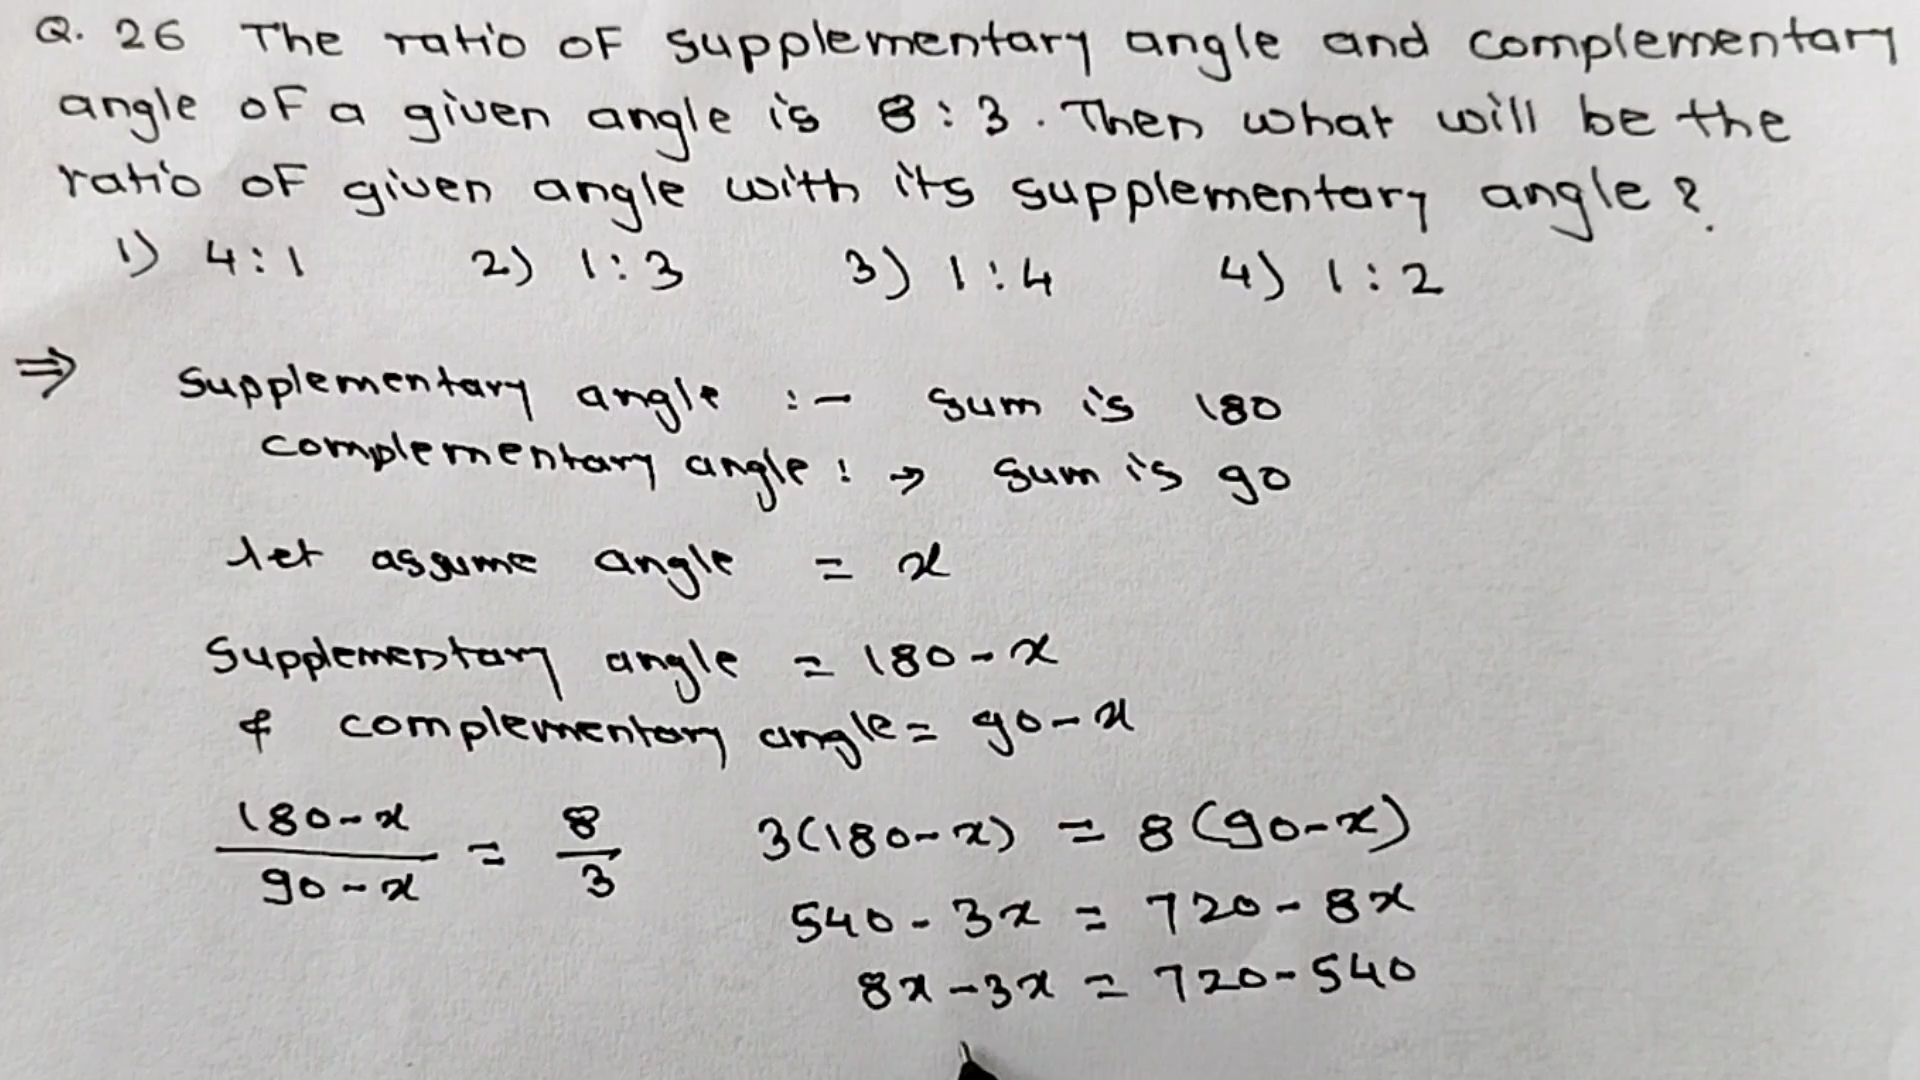 Q. 26 The ratio of supplementary angle and complementary
angle of a given angle is 8 : 3 . Then what will be the
ratio of given angle with its supplementary angle ?
1) 4 : 1 2) 1 : 3 3) 1 : 4 4) 1 : 2
⇒ supplementary angle :- sum is 180
complementary angle : → sum is 90
let assume angle = x
supplementary angle = 180 - x
& complementary angle = 90 - x
180 - x / 90 - x = 8 / 3 3(180 - x) = 8(90 - x)
540 - 3x = 720 - 8x
8x - 3x = 720 - 540